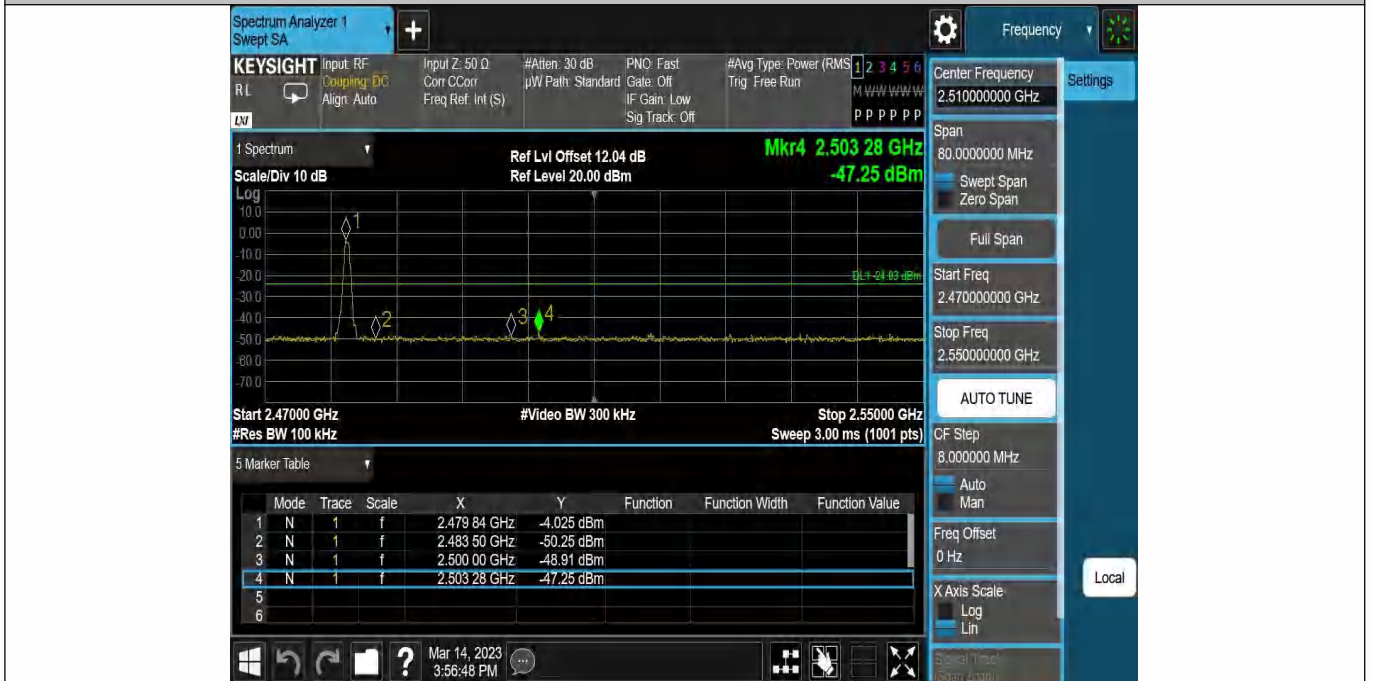 Spectrum Analyzer 1
Swept SA
+
Frequency
KEYSIGHT
RL
LXI
Input: RF
Coupling: DC
Align: Auto
Input Z: 50 Ω
Corr CCorr
Freq Ref: Int (S)
#Atten: 30 dB
µW Path: Standard
PNO: Fast
Gate: Off
IF Gain: Low
Sig Track: Off
#Avg Type: Power (RMS
Trig: Free Run
1 2 3 4 5 6
M W W W W W
P P P P P P
1 Spectrum
Scale/Div 10 dB
Ref Lvl Offset 12.04 dB
Ref Level 20.00 dBm
Mkr4 2.503 28 GHz
-47.25 dBm
Log
10.0
0.00
-10.0
-20.0
-30.0
-40.0
-50.0
-60.0
-70.0
1
2
3
4
DL1 -24.03 dBm
Start 2.47000 GHz
#Video BW 300 kHz
Stop 2.55000 GHz
#Res BW 100 kHz
Sweep 3.00 ms (1001 pts)
5 Marker Table
Mode Trace Scale X Y Function Function Width Function Value
1 N 1 f 2.479 84 GHz -4.025 dBm
2 N 1 f 2.483 50 GHz -50.25 dBm
3 N 1 f 2.500 00 GHz -48.91 dBm
4 N 1 f 2.503 28 GHz -47.25 dBm
5
6
?
Mar 14, 2023
3:56:48 PM
Center Frequency
2.510000000 GHz
Settings
Span
80.0000000 MHz
Swept Span
Zero Span
Full Span
Start Freq
2.470000000 GHz
Stop Freq
2.550000000 GHz
AUTO TUNE
CF Step
8.000000 MHz
Auto
Man
Freq Offset
0 Hz
X Axis Scale
Log
Lin
Local
Signal Track
(Span Zoom)